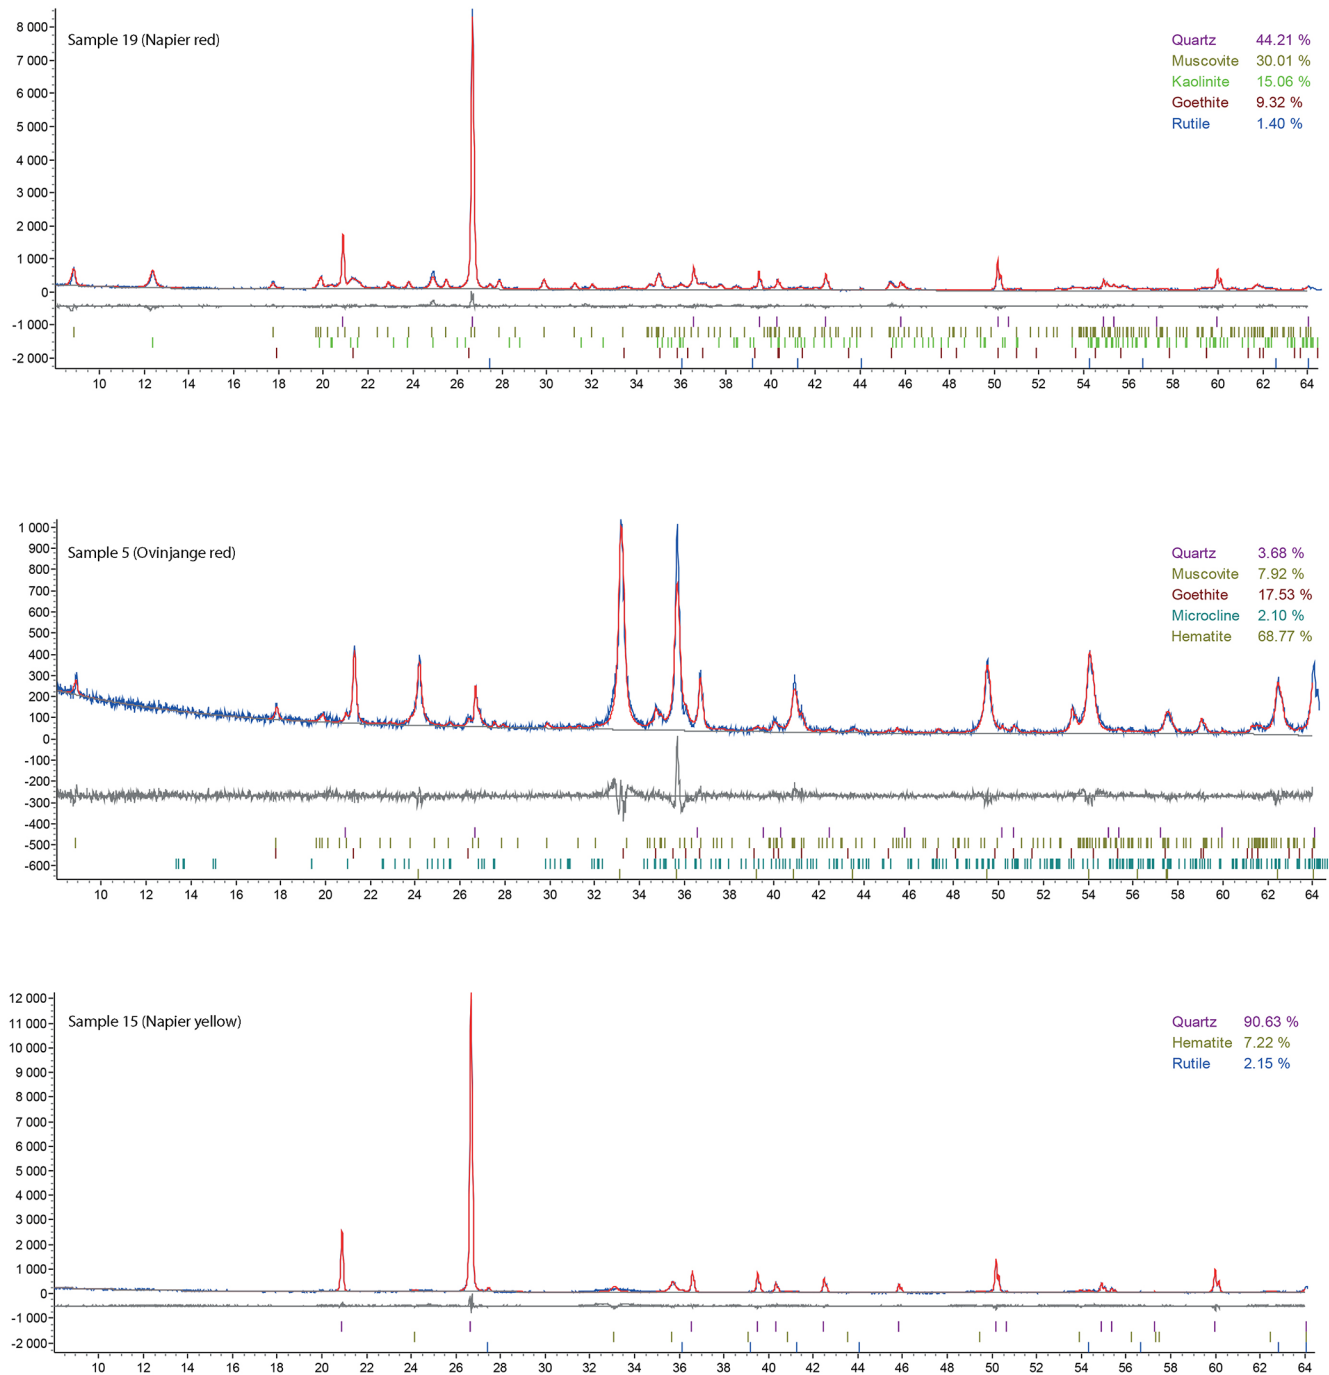 Sample 19 (Napier red)
Quartz 44.21 %
Muscovite 30.01 %
Kaolinite 15.06 %
Goethite 9.32 %
Rutile 1.40 %
8 000
7 000
6 000
5 000
4 000
3 000
2 000
1 000
0
-1 000
-2 000
10 12 14 16 18 20 22 24 26 28 30 32 34 36 38 40 42 44 46 48 50 52 54 56 58 60 62 64
Sample 5 (Ovinjange red)
Quartz 3.68 %
Muscovite 7.92 %
Goethite 17.53 %
Microcline 2.10 %
Hematite 68.77 %
1 000
900
800
700
600
500
400
300
200
100
0
-100
-200
-300
-400
-500
-600
10 12 14 16 18 20 22 24 26 28 30 32 34 36 38 40 42 44 46 48 50 52 54 56 58 60 62 64
Sample 15 (Napier yellow)
Quartz 90.63 %
Hematite 7.22 %
Rutile 2.15 %
12 000
11 000
10 000
9 000
8 000
7 000
6 000
5 000
4 000
3 000
2 000
1 000
0
-1 000
-2 000
10 12 14 16 18 20 22 24 26 28 30 32 34 36 38 40 42 44 46 48 50 52 54 56 58 60 62 64